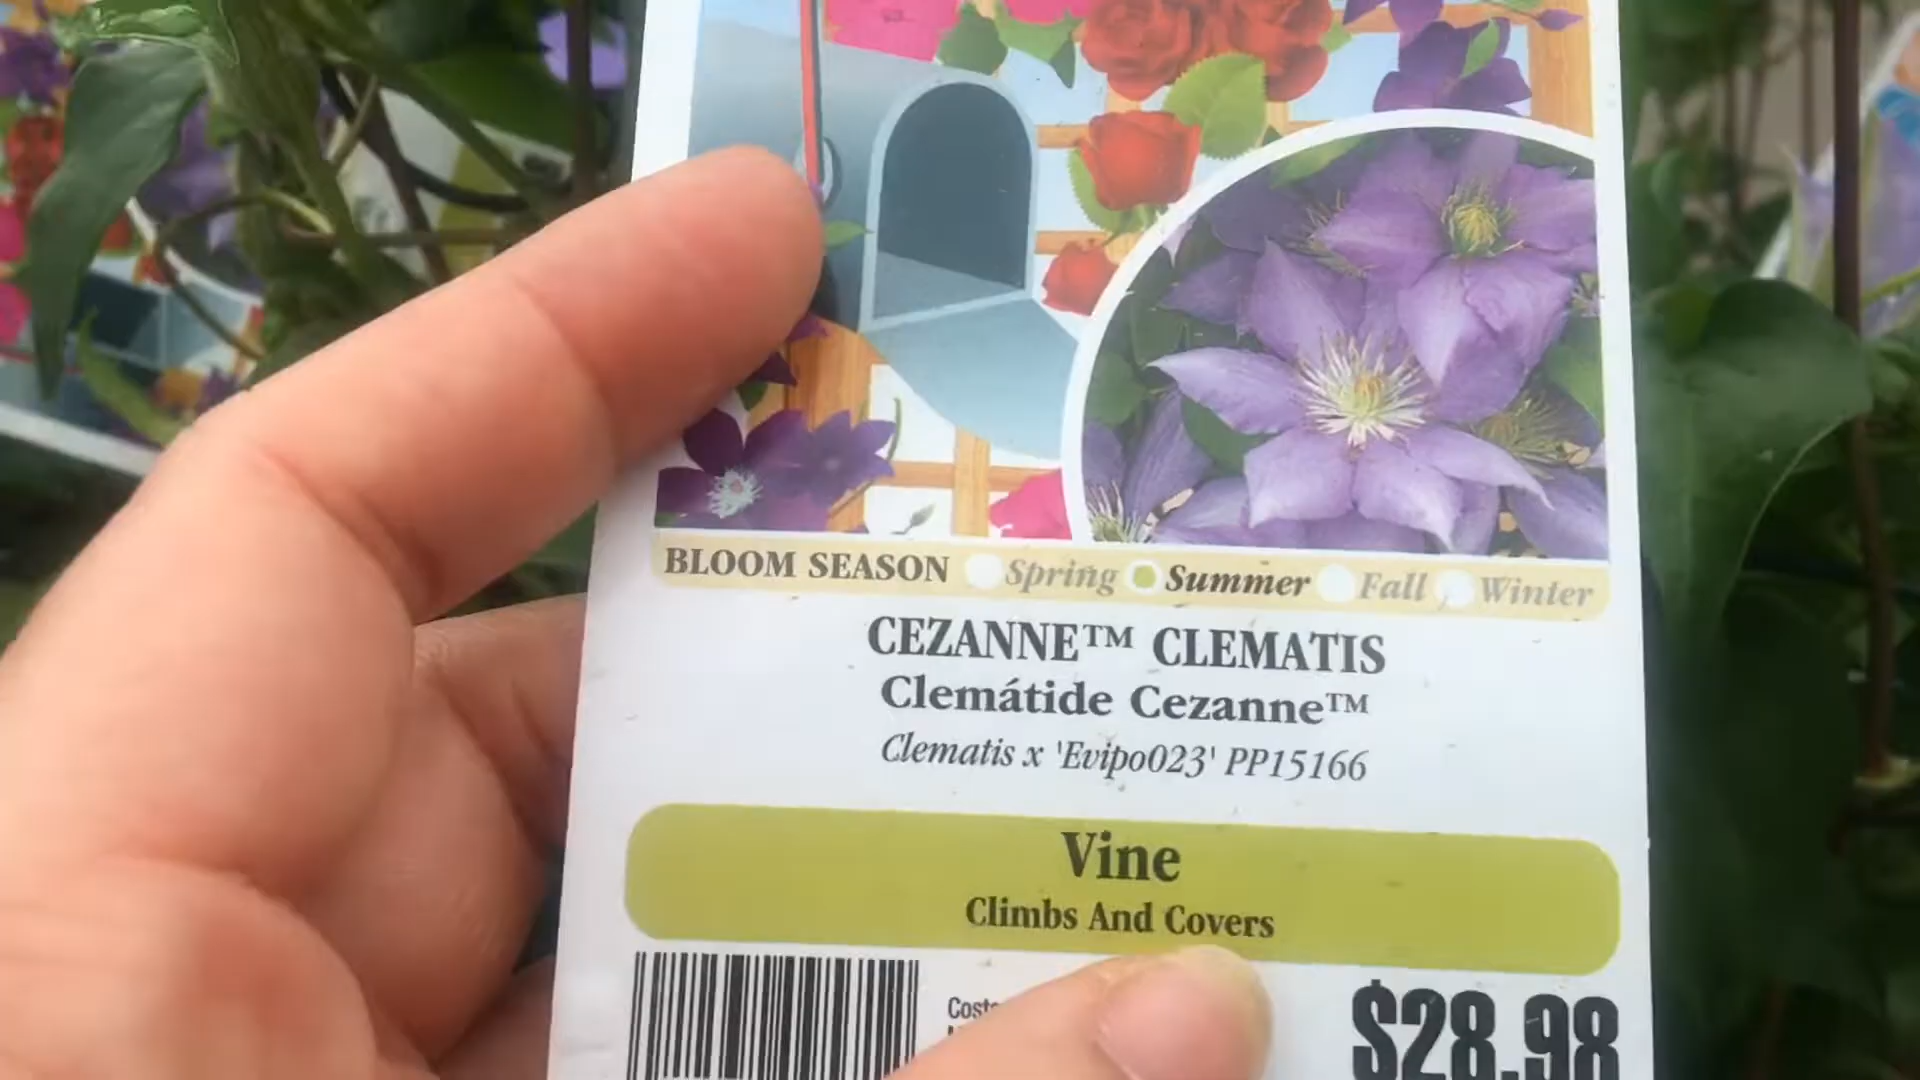 BLOOM SEASON Spring Summer Fall Winter
CEZANNE™ CLEMATIS
Clemátide Cezanne™
Clematis x 'Evipo023' PP15166
Vine
Climbs And Covers
$28.98